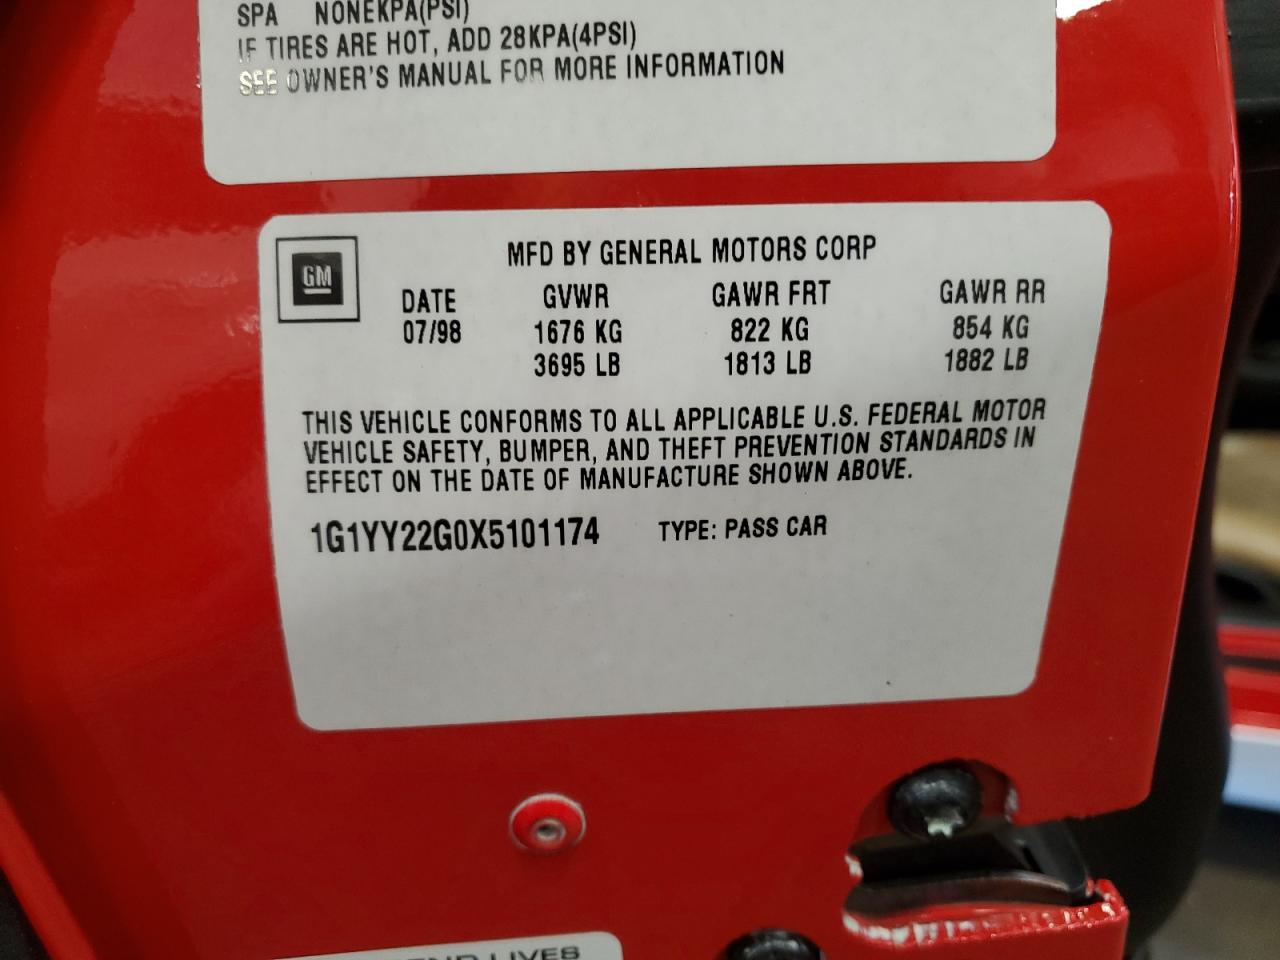 SPA NONEKPA(PSI)
IF TIRES ARE HOT, ADD 28KPA(4PSI)
SEE OWNER'S MANUAL FOR MORE INFORMATION
GM
MFD BY GENERAL MOTORS CORP
DATE GVWR GAWR FRT GAWR RR
07/98 1676 KG 822 KG 854 KG
3695 LB 1813 LB 1882 LB
THIS VEHICLE CONFORMS TO ALL APPLICABLE U.S. FEDERAL MOTOR
VEHICLE SAFETY, BUMPER, AND THEFT PREVENTION STANDARDS IN
EFFECT ON THE DATE OF MANUFACTURE SHOWN ABOVE.
1G1YY22G0X5101174 TYPE: PASS CAR
LIVES